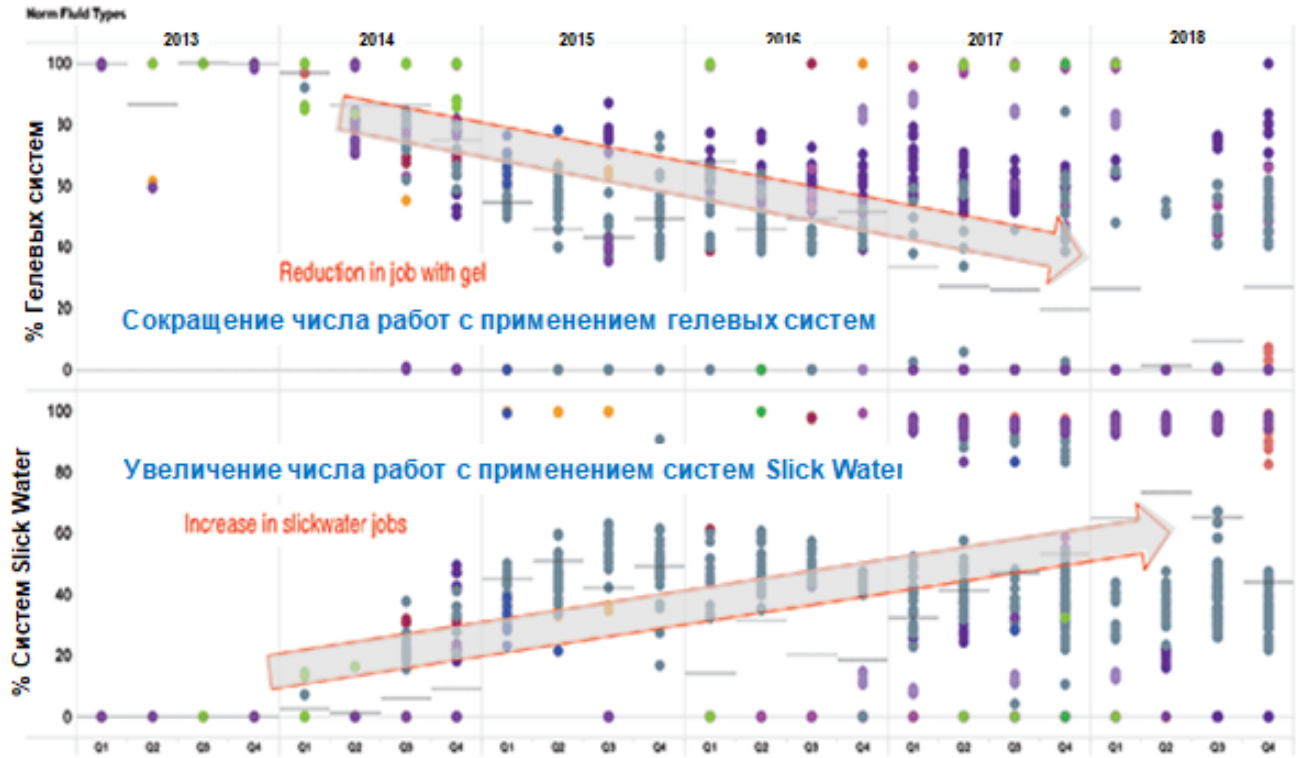 Norm Fluid Types
2013 2014 2015 2016 2017 2018
% Гелевых систем
100
80
60
40
20
0
Reduction in job with gel
Сокращение числа работ с применением гелевых систем
% Систем Slick Water
100
80
60
40
20
0
Увеличение числа работ с применением систем Slick Water
Increase in slickwater jobs
Q1 Q2 Q3 Q4 Q1 Q2 Q3 Q4 Q1 Q2 Q3 Q4 Q1 Q2 Q3 Q4 Q1 Q2 Q3 Q4 Q1 Q2 Q3 Q4